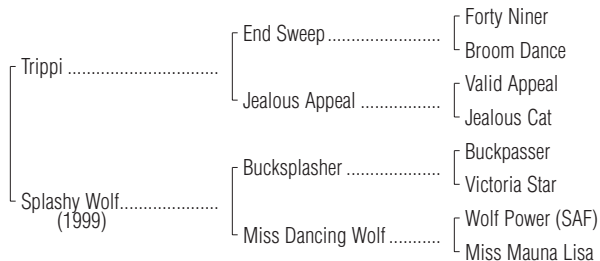 Forty Niner
End Sweep........................
Broom Dance
Trippi ................................
Valid Appeal
Jealous Appeal .................
Jealous Cat
Buckpasser
Bucksplasher ....................
Victoria Star
Splashy Wolf.....................
(1999)
Wolf Power (SAF)
Miss Dancing Wolf ...........
Miss Mauna Lisa